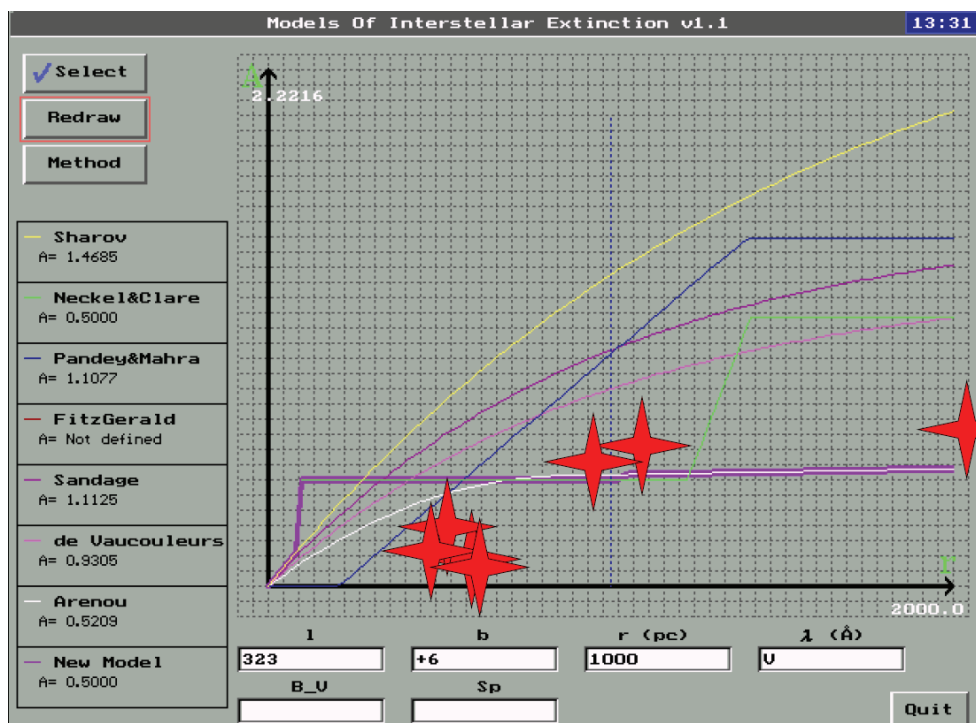 Models Of Interstellar Extinction v1.1
13:31
Select
Redraw
Method
A
2.2216
Sharov
A= 1.4685
Neckel&Clare
A= 0.5000
Pandey&Mahra
A= 1.1077
FitzGerald
A= Not defined
Sandage
A= 1.1125
de Vaucouleurs
A= 0.9305
Arenou
A= 0.5209
New Model
A= 0.5000
r
2000.0
l b r (pc) λ (Å)
323 +6 1000 V
B_V Sp
Quit